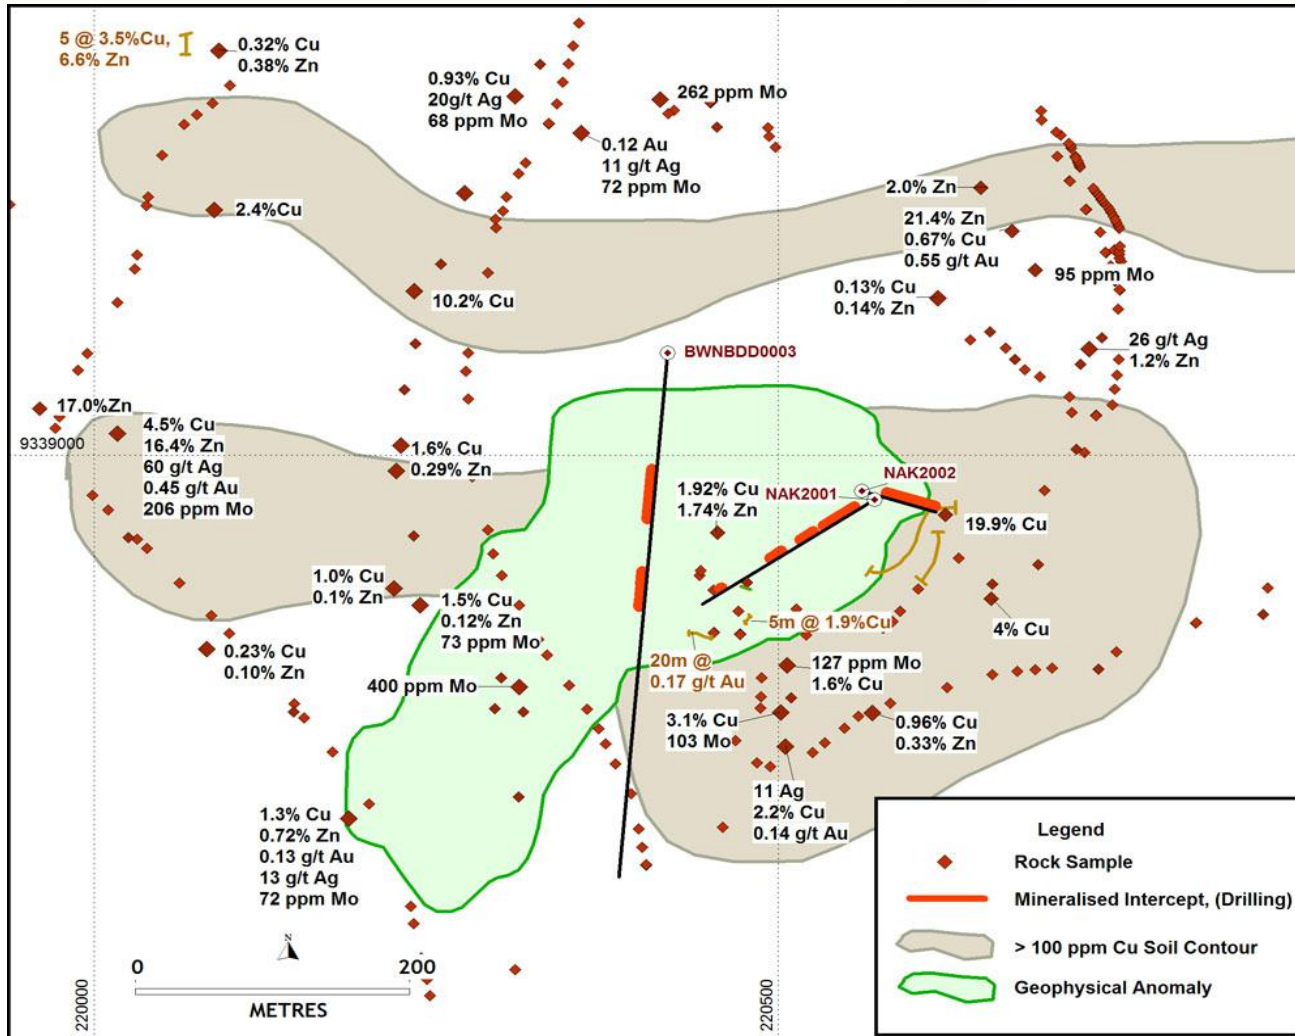 5 @ 3.5%Cu,
6.6% Zn
0.32% Cu
0.38% Zn
0.93% Cu
20g/t Ag
68 ppm Mo
262 ppm Mo
0.12 Au
11 g/t Ag
72 ppm Mo
2.4%Cu
2.0% Zn
21.4% Zn
0.67% Cu
0.55 g/t Au
95 ppm Mo
10.2% Cu
0.13% Cu
0.14% Zn
26 g/t Ag
1.2% Zn
BWNBDD0003
17.0%Zn
4.5% Cu
16.4% Zn
60 g/t Ag
0.45 g/t Au
206 ppm Mo
9339000
1.6% Cu
0.29% Zn
NAK2002
NAK2001
1.92% Cu
1.74% Zn
19.9% Cu
1.0% Cu
0.1% Zn
1.5% Cu
0.12% Zn
73 ppm Mo
5m @ 1.9%Cu
4% Cu
0.23% Cu
0.10% Zn
20m @
0.17 g/t Au
127 ppm Mo
1.6% Cu
400 ppm Mo
3.1% Cu
103 Mo
0.96% Cu
0.33% Zn
11 Ag
2.2% Cu
0.14 g/t Au
1.3% Cu
0.72% Zn
0.13 g/t Au
13 g/t Ag
72 ppm Mo
N
0 200
METRES
220000
220500
Legend
Rock Sample
Mineralised Intercept, (Drilling)
> 100 ppm Cu Soil Contour
Geophysical Anomaly